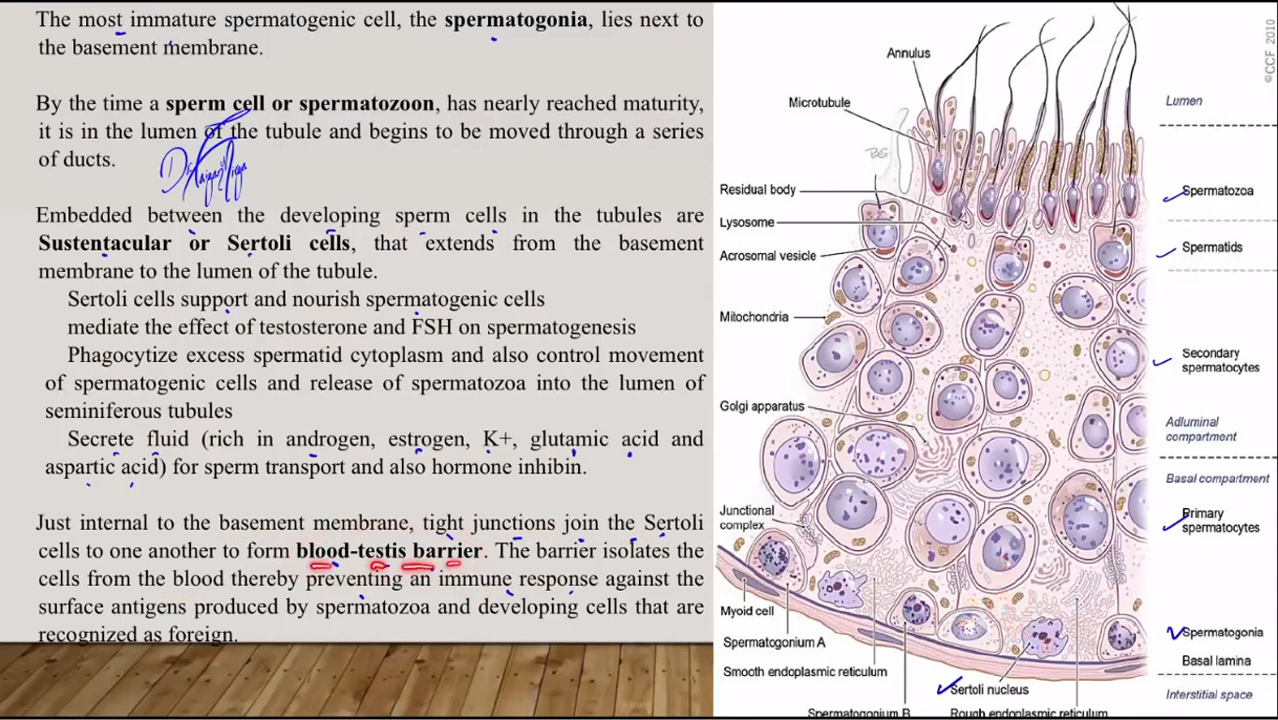 The most immature spermatogenic cell, the spermatogonia, lies next to
the basement membrane.
By the time a sperm cell or spermatozoon, has nearly reached maturity,
it is in the lumen of the tubule and begins to be moved through a series
of ducts.
Embedded between the developing sperm cells in the tubules are
Sustentacular or Sertoli cells, that extends from the basement
membrane to the lumen of the tubule.
Sertoli cells support and nourish spermatogenic cells
mediate the effect of testosterone and FSH on spermatogenesis
Phagocytize excess spermatid cytoplasm and also control movement
of spermatogenic cells and release of spermatozoa into the lumen of
seminiferous tubules
Secrete fluid (rich in androgen, estrogen, K+, glutamic acid and
aspartic acid) for sperm transport and also hormone inhibin.
Just internal to the basement membrane, tight junctions join the Sertoli
cells to one another to form blood-testis barrier. The barrier isolates the
cells from the blood thereby preventing an immune response against the
surface antigens produced by spermatozoa and developing cells that are
recognized as foreign.
Annulus
Microtubule
Residual body
Lysosome
Acrosomal vesicle
Mitochondria
Golgi apparatus
Junctional
complex
Myoid cell
Spermatogonium A
Smooth endoplasmic reticulum
Spermatogonium B
Sertoli nucleus
Rough endoplasmic reticulum
©CCF 2010
Lumen
Spermatozoa
Spermatids
Secondary
spermatocytes
Adluminal
compartment
Basal compartment
Primary
spermatocytes
Spermatogonia
Basal lamina
Interstitial space